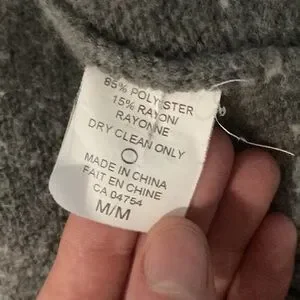 85% POLYESTER
15% RAYON/
RAYONNE
DRY CLEAN ONLY
MADE IN CHINA
FAIT EN CHINE
CA 04754
M/M